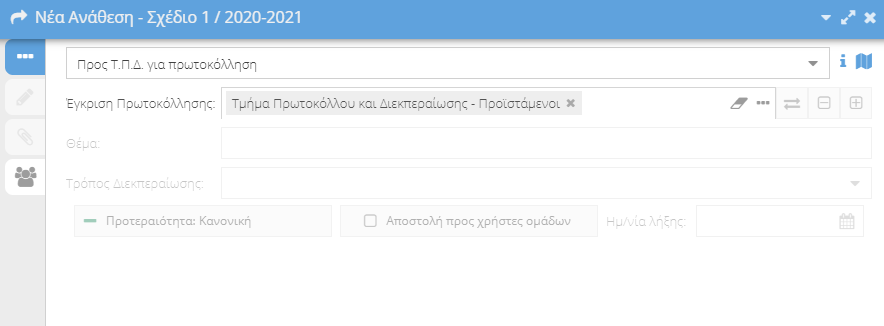 Νέα Ανάθεση - Σχέδιο 1 / 2020-2021
Προς Τ.Π.Δ. για πρωτοκόλληση
Έγκριση Πρωτοκόλλησης: Τμήμα Πρωτοκόλλου και Διεκπεραίωσης - Προϊστάμενοι
Θέμα:
Τρόπος Διεκπεραίωσης:
Προτεραιότητα: Κανονική Αποστολή προς χρήστες ομάδων Ημ/νία λήξης: